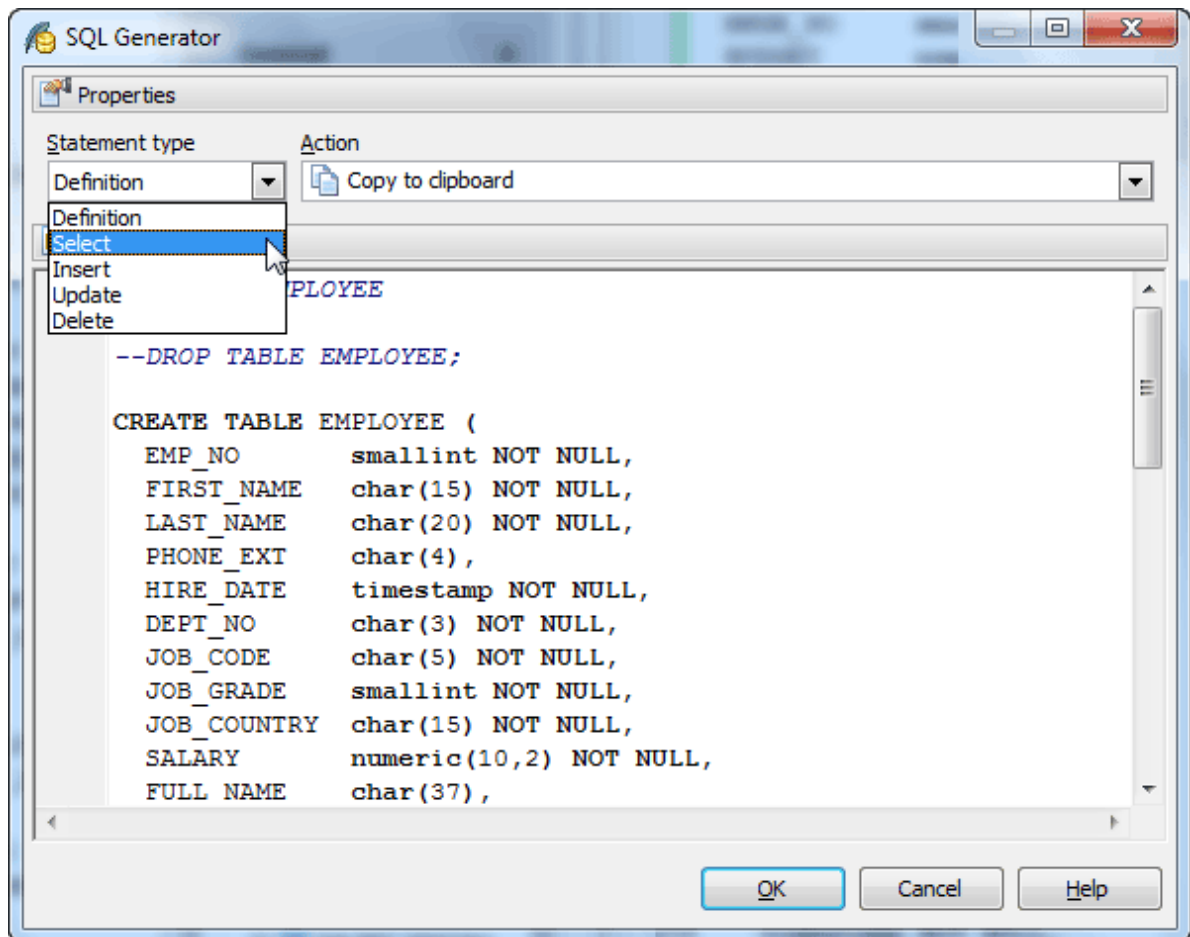 SQL Generator
Properties
Statement type Action
Definition Copy to clipboard
Definition
Select
Insert
Update
Delete
PLOYEE
--DROP TABLE EMPLOYEE;
CREATE TABLE EMPLOYEE (
EMP_NO smallint NOT NULL,
FIRST_NAME char(15) NOT NULL,
LAST_NAME char(20) NOT NULL,
PHONE_EXT char(4),
HIRE_DATE timestamp NOT NULL,
DEPT_NO char(3) NOT NULL,
JOB_CODE char(5) NOT NULL,
JOB_GRADE smallint NOT NULL,
JOB_COUNTRY char(15) NOT NULL,
SALARY numeric(10,2) NOT NULL,
FULL_NAME char(37),
OK Cancel Help